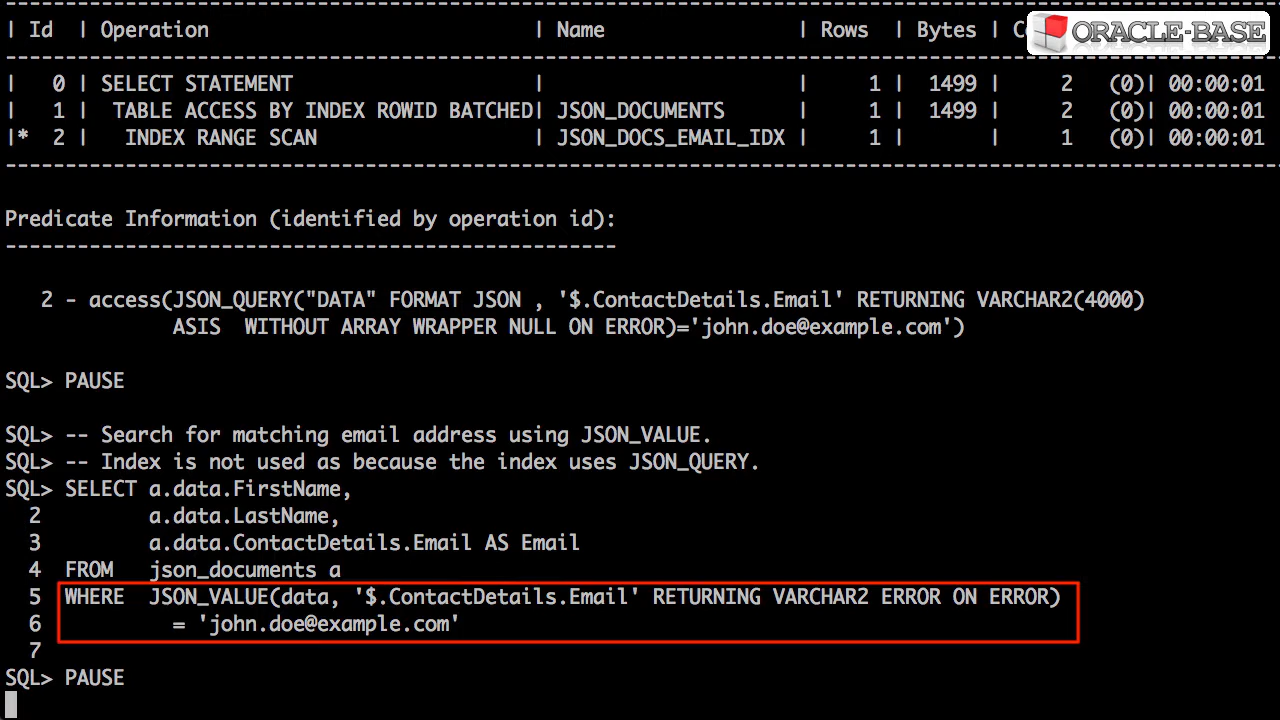 --------------------------------------------------------------------------------
| Id | Operation | Name | Rows | Bytes | C ORACLE-BASE
--------------------------------------------------------------------------------
| 0 | SELECT STATEMENT | | 1 | 1499 | 2 (0)| 00:00:01
| 1 | TABLE ACCESS BY INDEX ROWID BATCHED| JSON_DOCUMENTS | 1 | 1499 | 2 (0)| 00:00:01
|* 2 | INDEX RANGE SCAN | JSON_DOCS_EMAIL_IDX | 1 | | 1 (0)| 00:00:01
--------------------------------------------------------------------------------
Predicate Information (identified by operation id):
---------------------------------------------------
2 - access(JSON_QUERY("DATA" FORMAT JSON , '$.ContactDetails.Email' RETURNING VARCHAR2(4000)
ASIS  WITHOUT ARRAY WRAPPER NULL ON ERROR)='john.doe@example.com')
SQL> PAUSE
SQL> -- Search for matching email address using JSON_VALUE.
SQL> -- Index is not used as because the index uses JSON_QUERY.
SQL> SELECT a.data.FirstName,
2 a.data.LastName,
3 a.data.ContactDetails.Email AS Email
4 FROM json_documents a
5 WHERE JSON_VALUE(data, '$.ContactDetails.Email' RETURNING VARCHAR2 ERROR ON ERROR)
6 = 'john.doe@example.com'
7
SQL> PAUSE